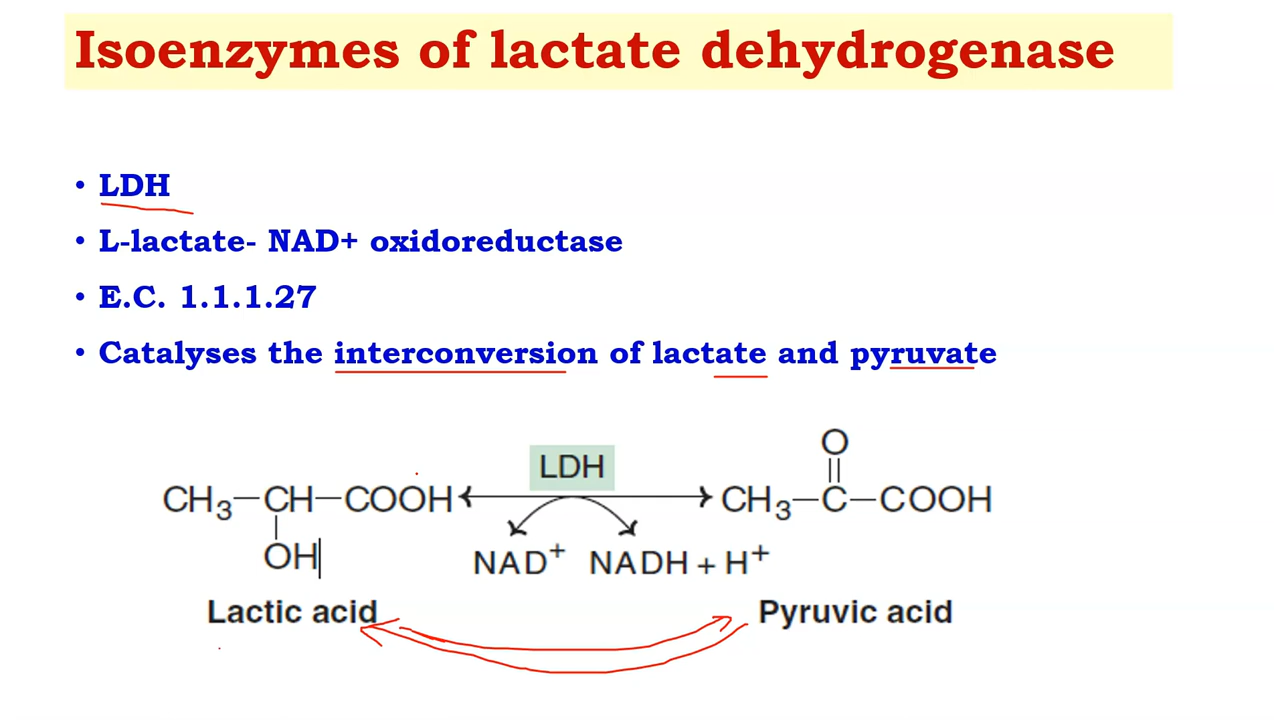 Isoenzymes of lactate dehydrogenase
• LDH
• L-lactate- NAD+ oxidoreductase
• E.C. 1.1.1.27
• Catalyses the interconversion of lactate and pyruvate
O
LDH
CH₃–CH–COOH CH₃–C–COOH
OH NAD⁺ NADH + H⁺
Lactic acid Pyruvic acid